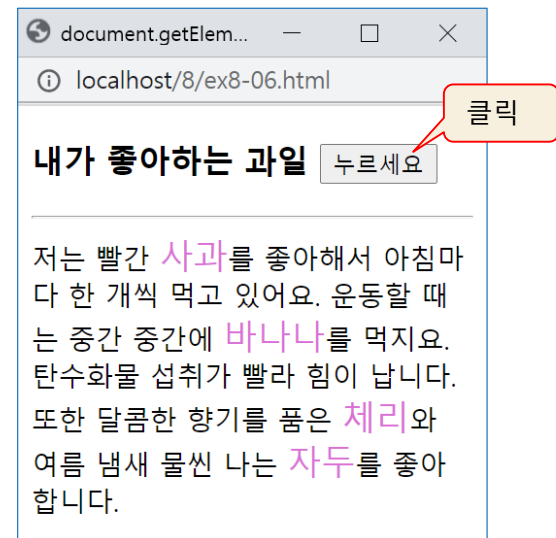 document.getElem...
localhost/8/ex8-06.html
클릭
내가 좋아하는 과일 누르세요
저는 빨간 사과를 좋아해서 아침마
다 한 개씩 먹고 있어요. 운동할 때
는 중간 중간에 바나나를 먹지요.
탄수화물 섭취가 빨라 힘이 납니다.
또한 달콤한 향기를 품은 체리와
여름 냄새 물씬 나는 자두를 좋아
합니다.